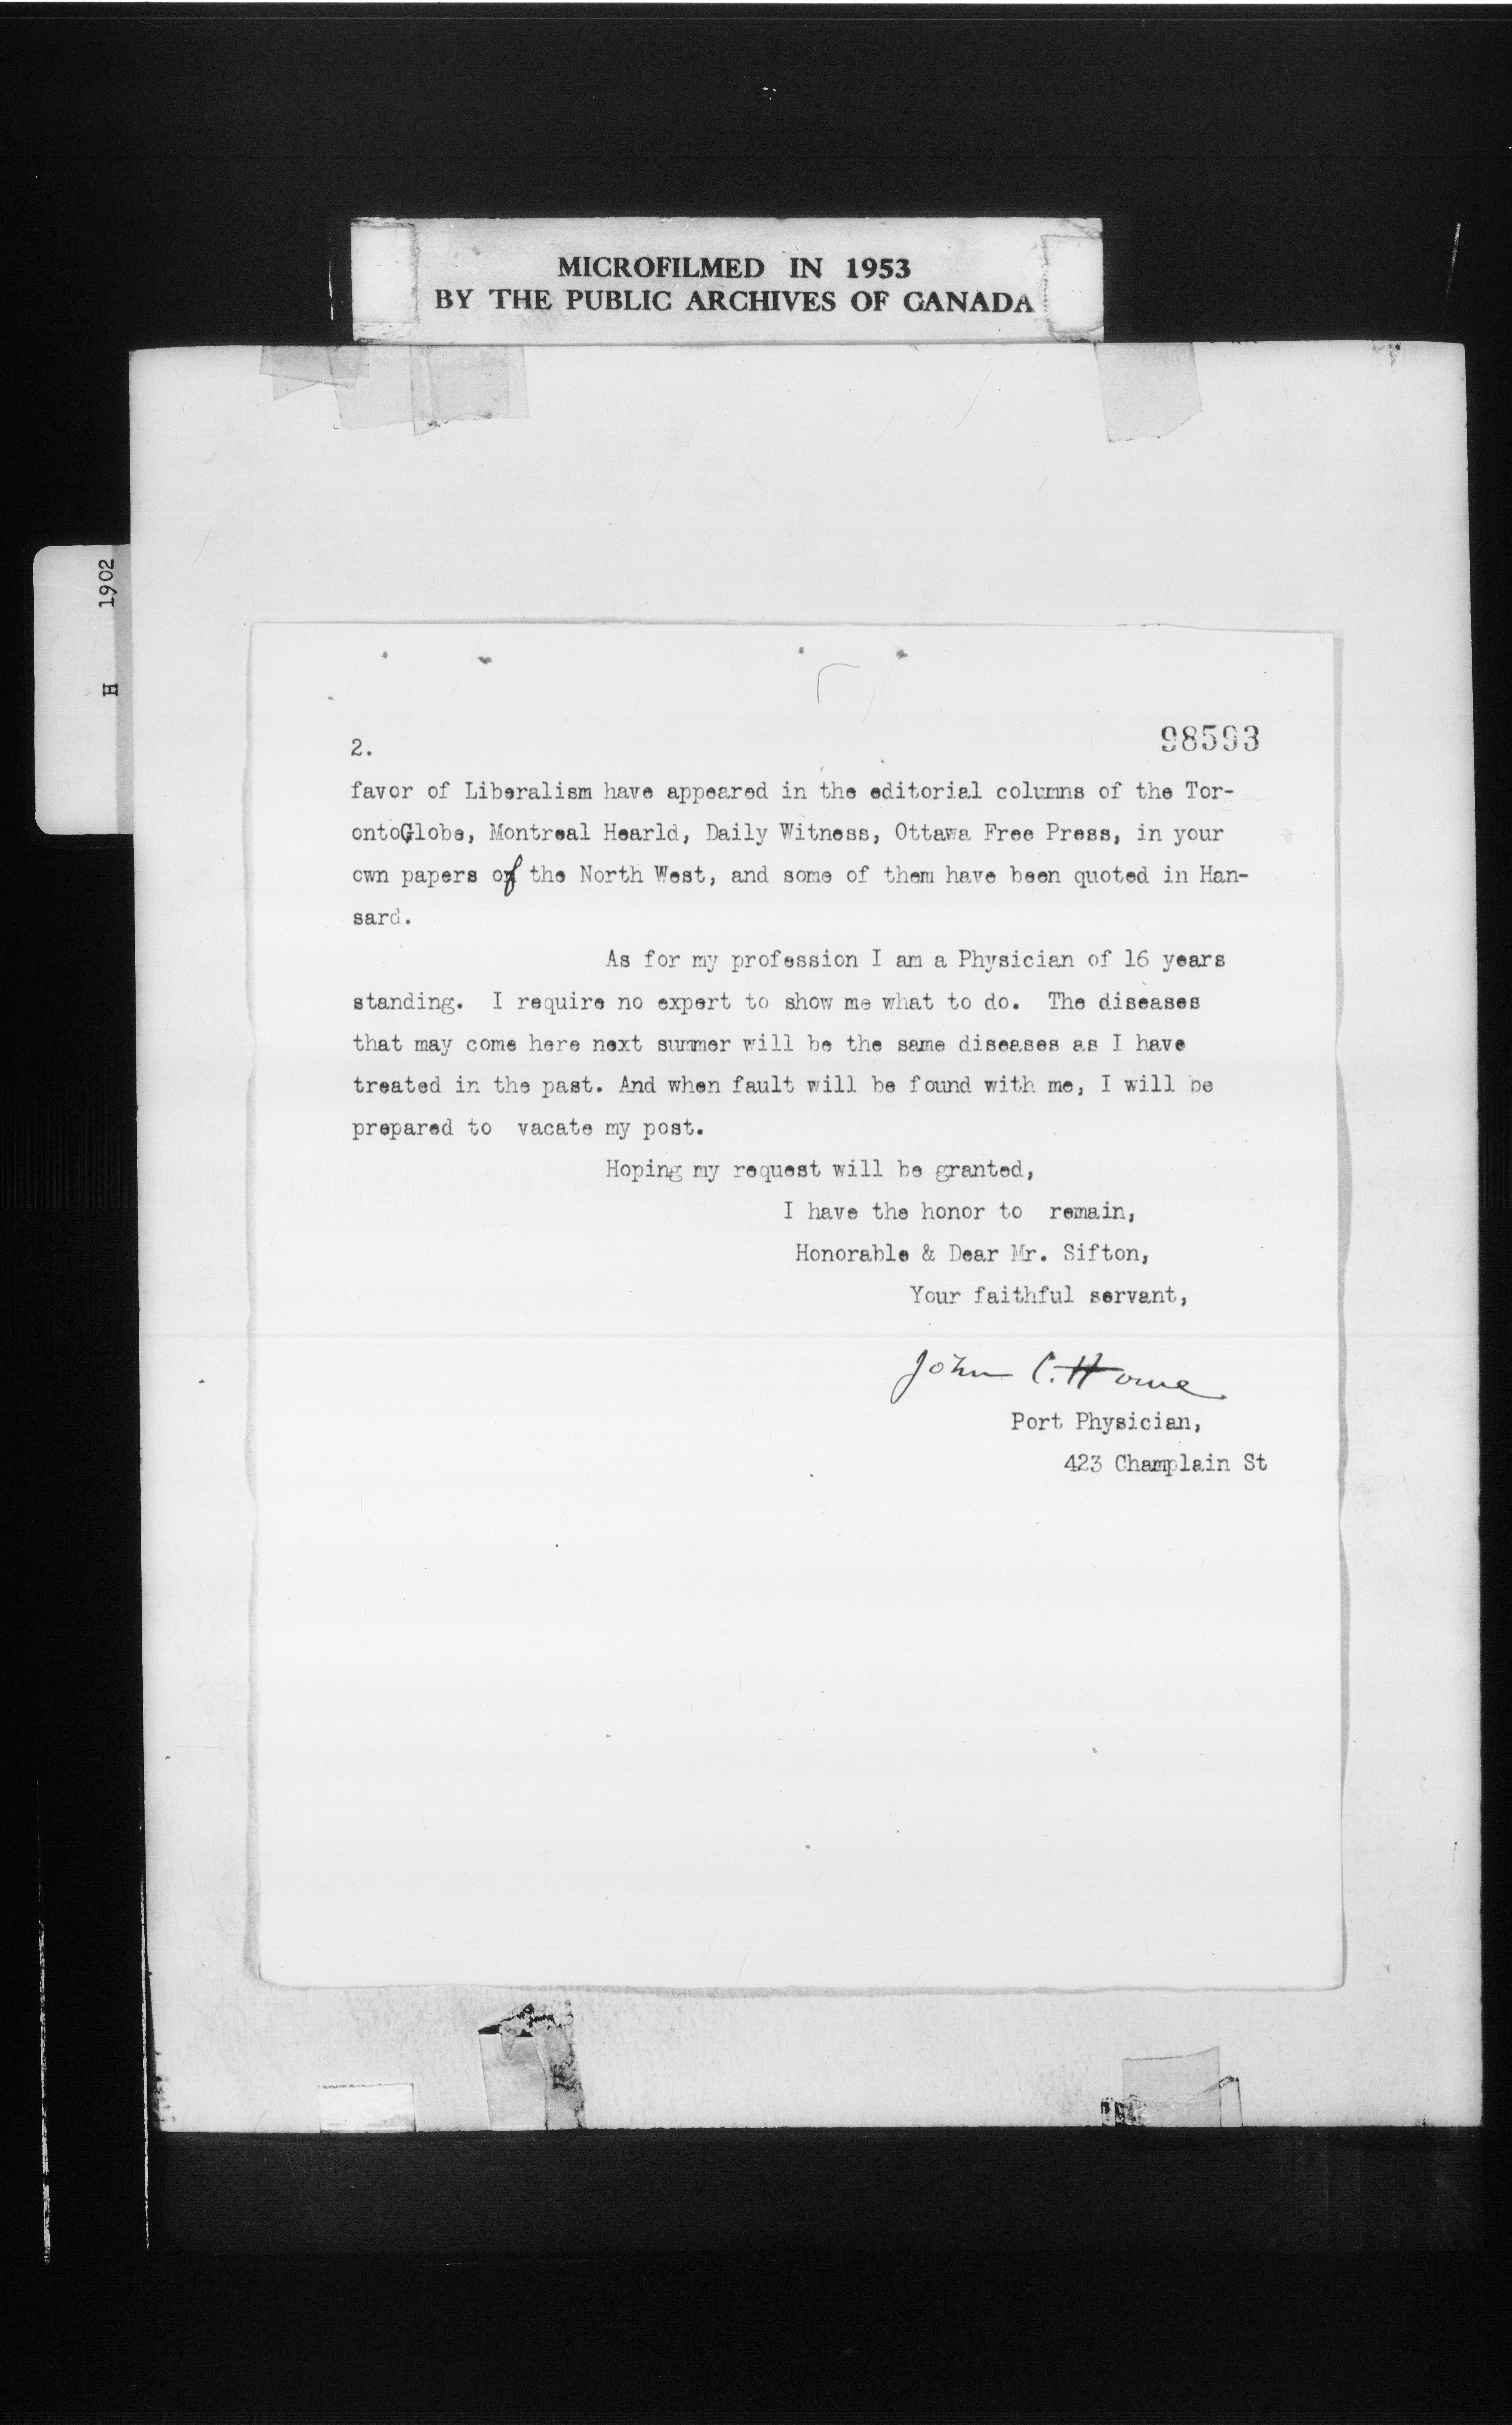 MICROFILMED IN 1953
BY THE PUBLIC ARCHIVES OF CANADA
H 1902
98593
2.
favor of Liberalism have appeared in the editorial columns of the Tor-
ontoGlobe, Montreal Hearld, Daily Witness, Ottawa Free Press, in your
own papers of the North West, and some of them have been quoted in Han-
sard.
As for my profession I am a Physician of 16 years
standing. I require no expert to show me what to do. The diseases
that may come here next summer will be the same diseases as I have
treated in the past. And when fault will be found with me, I will be
prepared to vacate my post.
Hoping my request will be granted,
I have the honor to remain,
Honorable & Dear Mr. Sifton,
Your faithful servant,
John C. Howe
Port Physician,
423 Champlain St